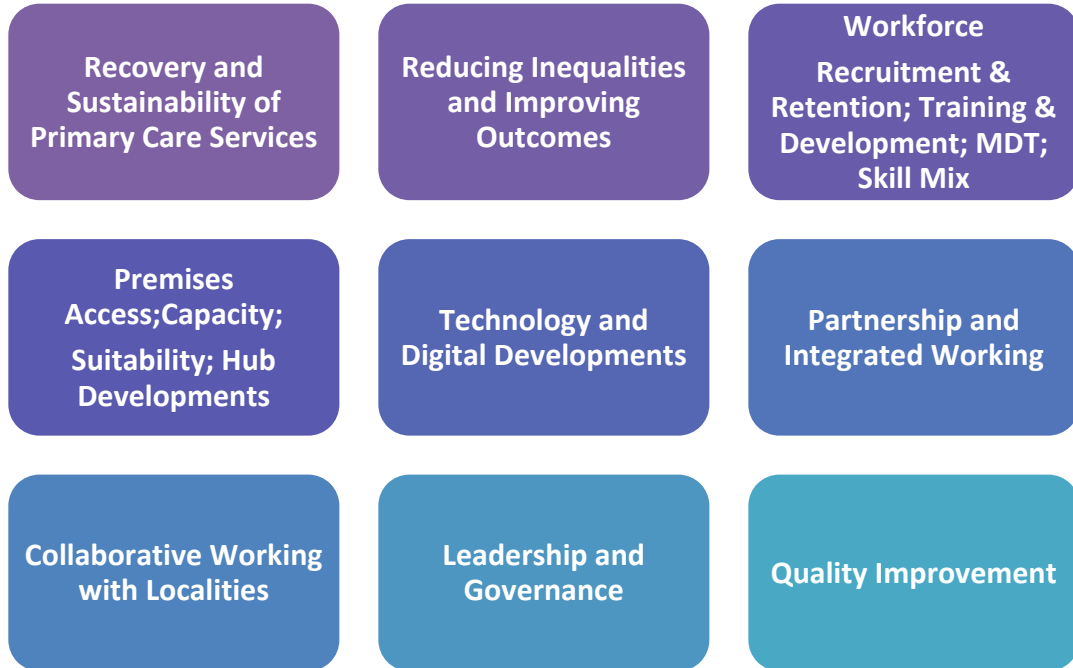 Recovery and
Sustainability of
Primary Care Services
Reducing Inequalities
and Improving
Outcomes
Workforce
Recruitment &
Retention; Training &
Development; MDT;
Skill Mix
Premises
Access;Capacity;
Suitability; Hub
Developments
Technology and
Digital Developments
Partnership and
Integrated Working
Collaborative Working
with Localities
Leadership and
Governance
Quality Improvement